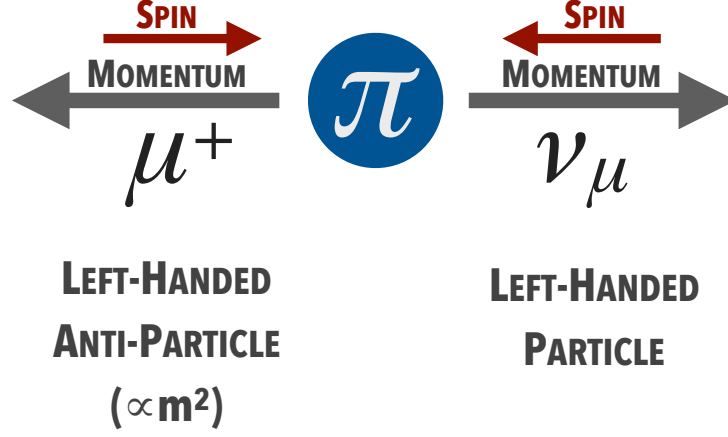 SPIN
MOMENTUM
μ⁺
π
SPIN
MOMENTUM
νμ
LEFT-HANDED
ANTI-PARTICLE
(∝m²)
LEFT-HANDED
PARTICLE